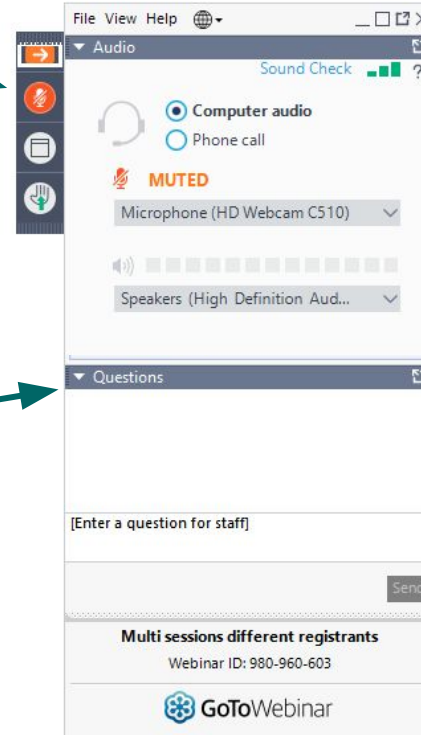 File View Help
Audio
Sound Check ?
Computer audio
Phone call
MUTED
Microphone (HD Webcam C510)
Speakers (High Definition Aud...
Questions
[Enter a question for staff]
Send
Multi sessions different registrants
Webinar ID: 980-960-603
GoToWebinar